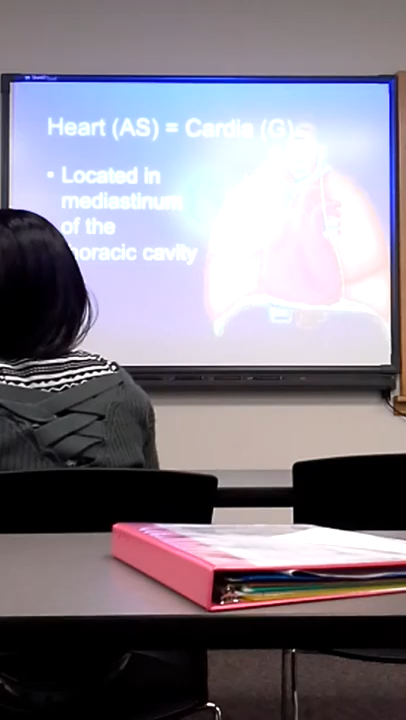 Heart (AS) = Cardia (G)
• Located in
mediastinum
of the
thoracic cavity